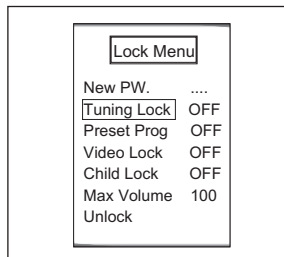 Lock Menu
New PW. ....
Tuning Lock OFF
Preset Prog OFF
Video Lock OFF
Child Lock OFF
Max Volume 100
Unlock